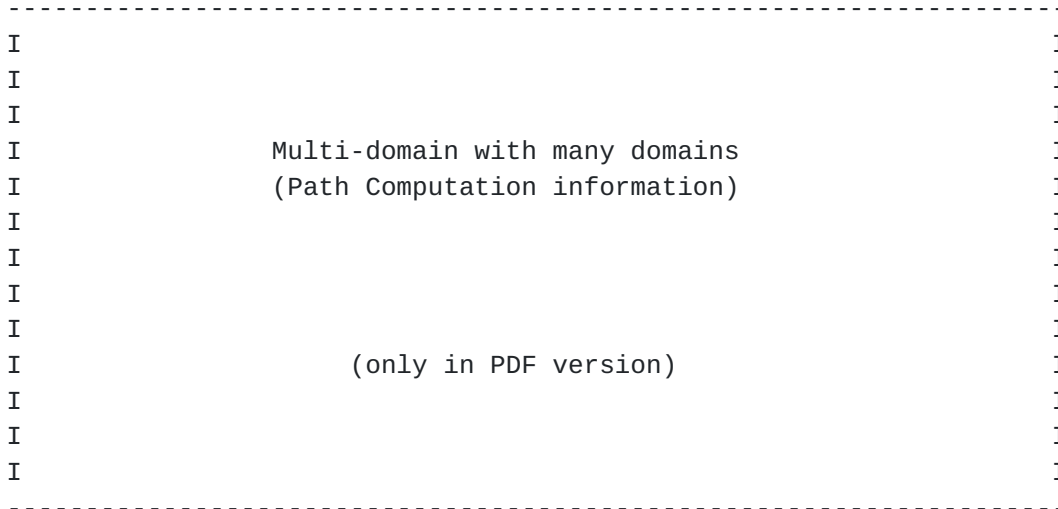 --------------------------------------------------------------------
I I
I I
I I
I Multi-domain with many domains I
I (Path Computation information) I
I I
I I
I I
I I
I (only in PDF version) I
I I
I I
I I
--------------------------------------------------------------------